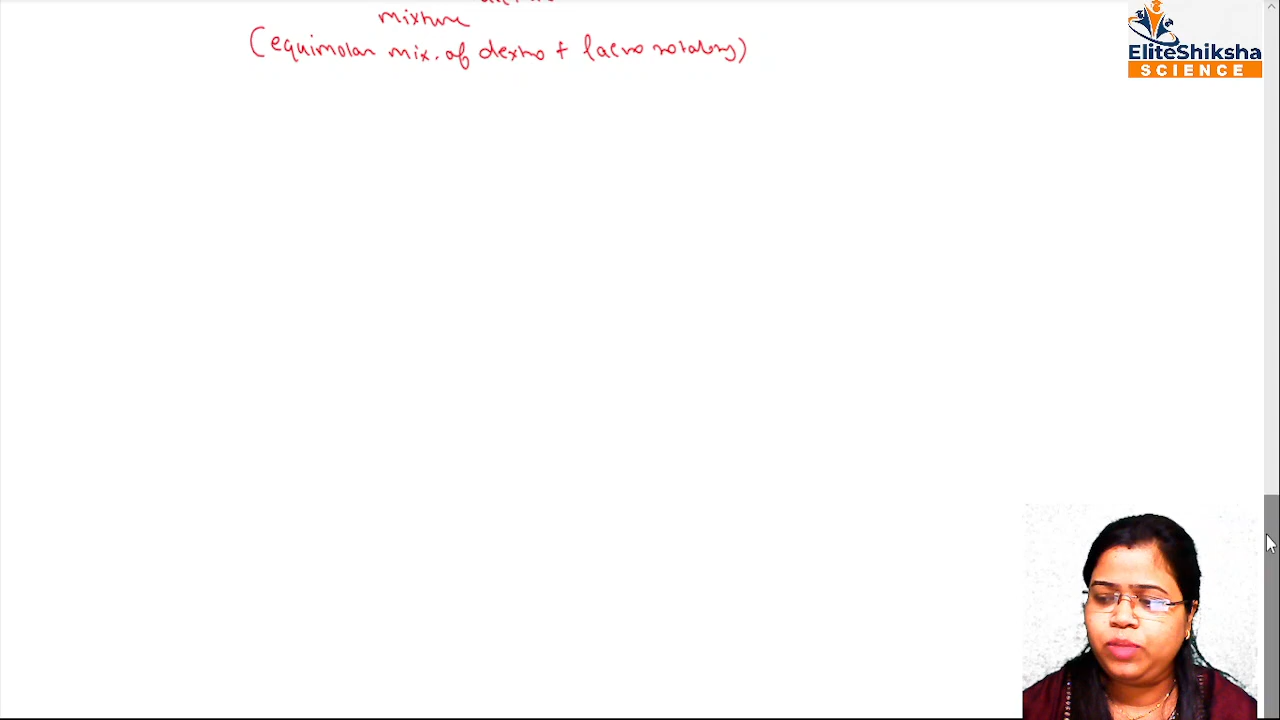 mixture
(equimolar mix. of dextro + laevo rotatory)
EliteShiksha
SCIENCE